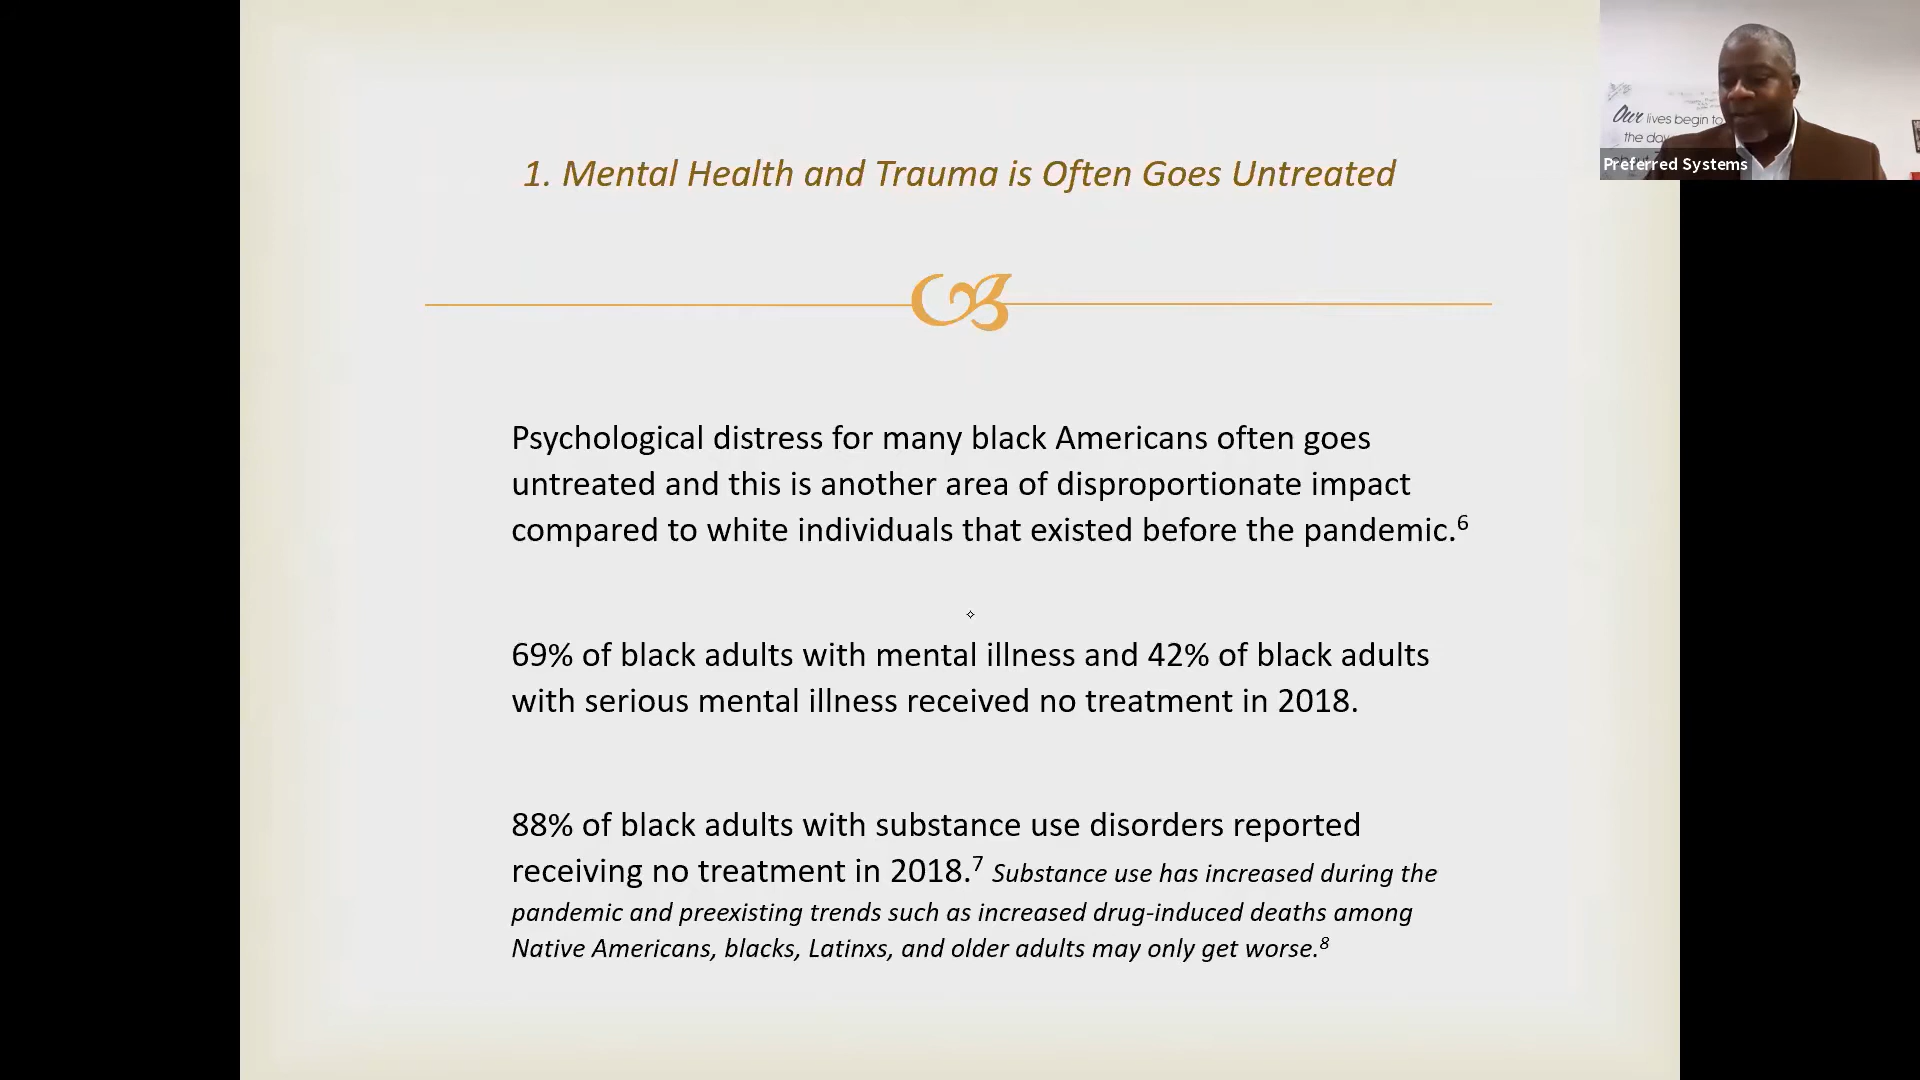 1. Mental Health and Trauma is Often Goes Untreated
Psychological distress for many black Americans often goes
untreated and this is another area of disproportionate impact
compared to white individuals that existed before the pandemic.6
69% of black adults with mental illness and 42% of black adults
with serious mental illness received no treatment in 2018.
88% of black adults with substance use disorders reported
receiving no treatment in 2018.7 Substance use has increased during the
pandemic and preexisting trends such as increased drug-induced deaths among
Native Americans, blacks, Latinxs, and older adults may only get worse.8
Our lives begin to
the day
Preferred Systems